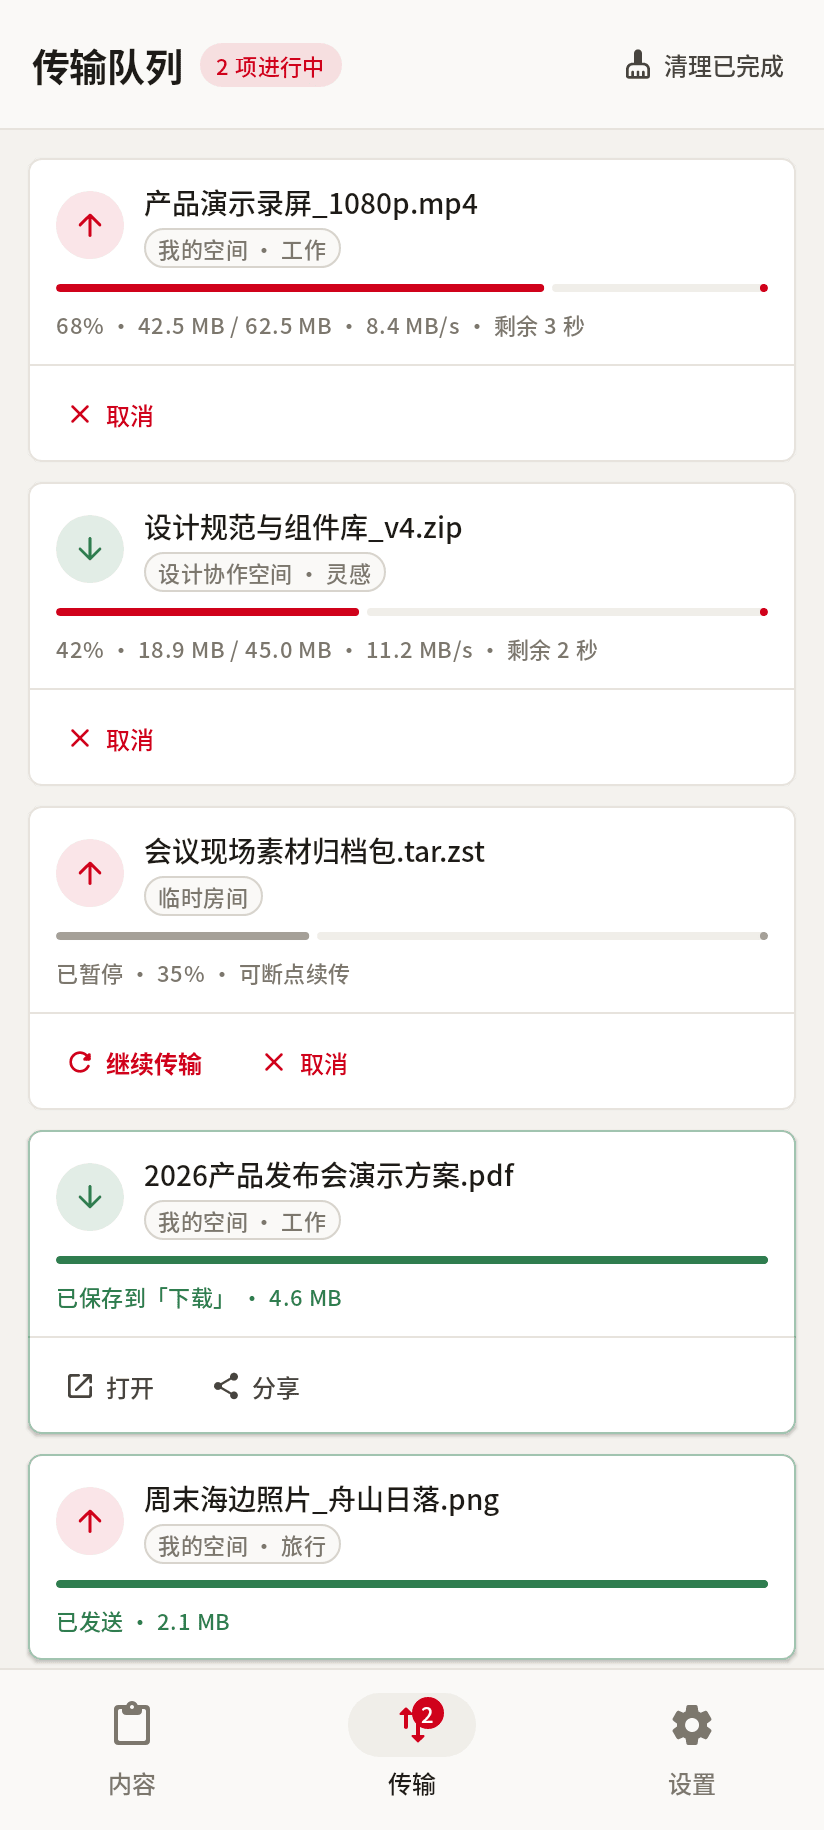 传输队列
2 项进行中
清理已完成
产品演示录屏_1080p.mp4
我的空间 • 工作
68% • 42.5 MB / 62.5 MB • 8.4 MB/s • 剩余 3 秒
取消
设计规范与组件库_v4.zip
设计协作空间 • 灵感
42% • 18.9 MB / 45.0 MB • 11.2 MB/s • 剩余 2 秒
取消
会议现场素材归档包.tar.zst
临时房间
已暂停 • 35% • 可断点续传
继续传输
取消
2026产品发布会演示方案.pdf
我的空间 • 工作
已保存到「下载」 • 4.6 MB
打开
分享
周末海边照片_舟山日落.png
我的空间 • 旅行
已发送 • 2.1 MB
2
内容
传输
设置